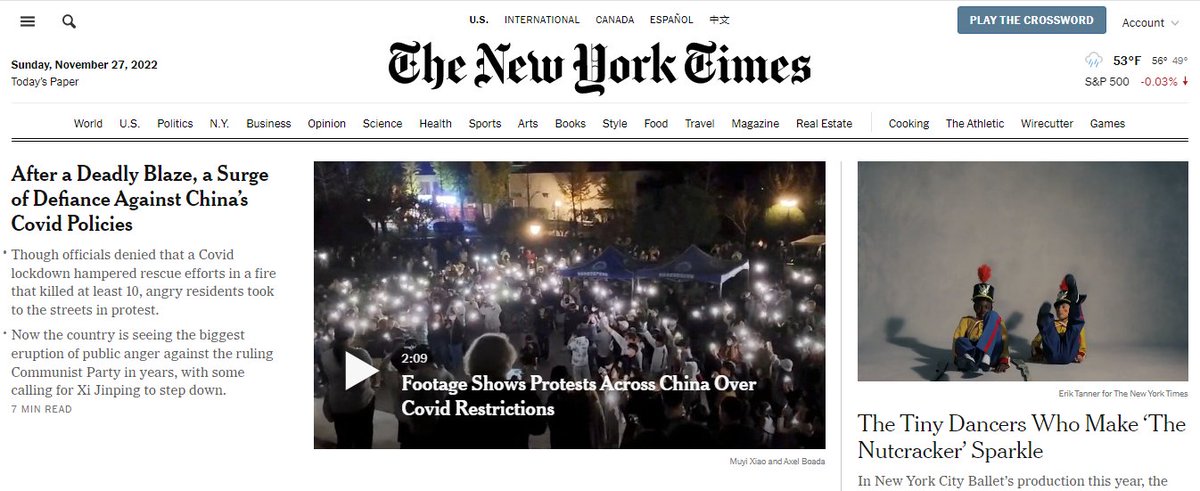 U.S. INTERNATIONAL CANADA ESPAÑOL 中文
PLAY THE CROSSWORD
Account
Sunday, November 27, 2022
Today's Paper
The New York Times
53°F 56° 49°
S&P 500 -0.03%
World U.S. Politics N.Y. Business Opinion Science Health Sports Arts Books Style Food Travel Magazine Real Estate Cooking The Athletic Wirecutter Games
After a Deadly Blaze, a Surge
of Defiance Against China's
Covid Policies
Though officials denied that a Covid
lockdown hampered rescue efforts in a fire
that killed at least 10, angry residents took
to the streets in protest.
Now the country is seeing the biggest
eruption of public anger against the ruling
Communist Party in years, with some
calling for Xi Jinping to step down.
7 MIN READ
2:09
Footage Shows Protests Across China Over
Covid Restrictions
Muyi Xiao and Axel Boada
Erik Tanner for The New York Times
The Tiny Dancers Who Make 'The
Nutcracker' Sparkle
In New York City Ballet's production this year, the